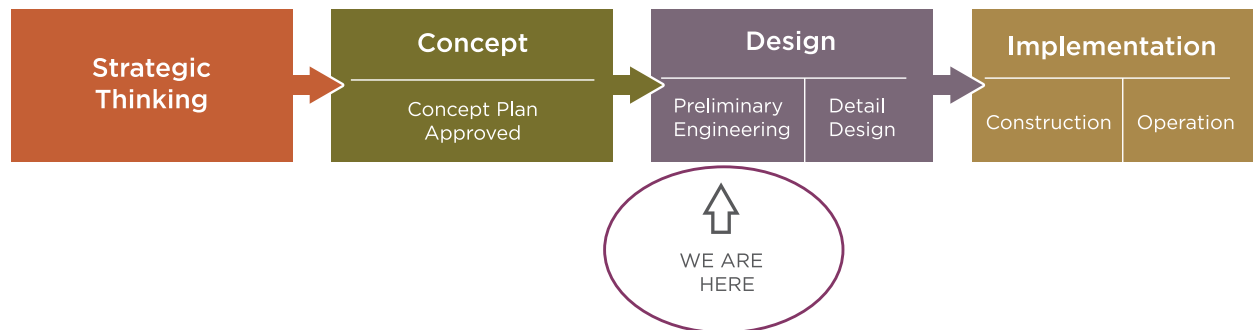 Strategic
Thinking
Concept
Concept Plan
Approved
Design
Preliminary
Engineering
Detail
Design
Implementation
Construction
Operation
WE ARE
HERE